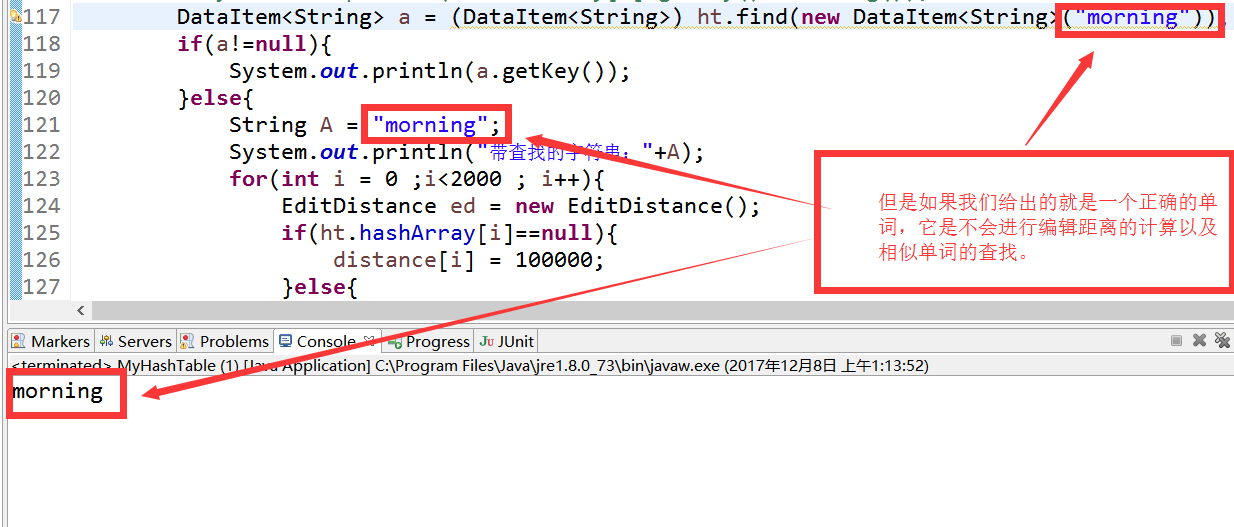 117 DataItem<String> a = (DataItem<String>) ht.find(new DataItem<String>("morning"))
118 if(a!=null){
119 System.out.println(a.getKey());
120 }else{
121 String A = "morning";
122 System.out.println("带查找的字符串："+A);
123 for(int i = 0 ;i<2000 ; i++){
124 EditDistance ed = new EditDistance();
125 if(ht.hashArray[i]==null){
126 distance[i] = 100000;
127 }else{
但是如果我们给出的就是一个正确的单
词，它是不会进行编辑距离的计算以及
相似单词的查找。
Markers Servers Problems Console Progress JUnit
<terminated> MyHashTable (1) [Java Application] C:\Program Files\Java\jre1.8.0_73\bin\javaw.exe (2017年12月8日 上午1:13:52)
morning